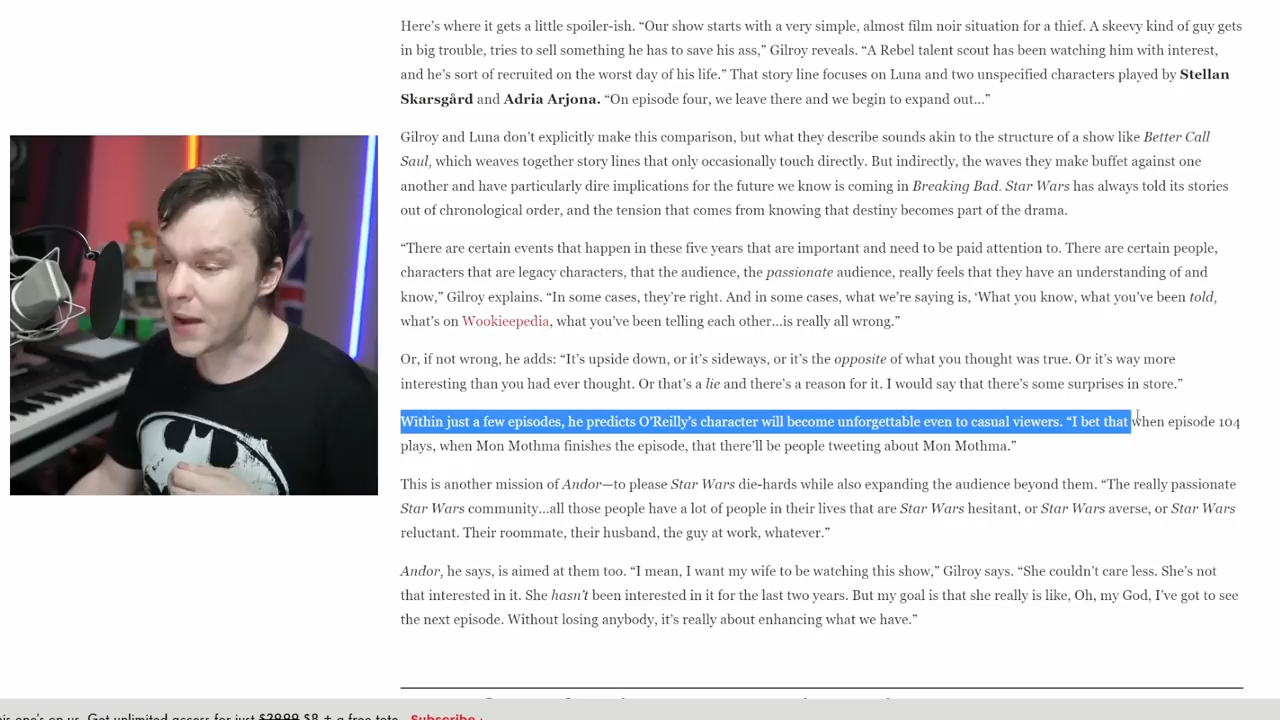 Here’s where it gets a little spoiler-ish. “Our show starts with a very simple, almost film noir situation for a thief. A skeevy kind of guy gets
in big trouble, tries to sell something he has to save his ass,” Gilroy reveals. “A Rebel talent scout has been watching him with interest,
and he’s sort of recruited on the worst day of his life.” That story line focuses on Luna and two unspecified characters played by Stellan
Skarsgård and Adria Arjona. “On episode four, we leave there and we begin to expand out…”
Gilroy and Luna don’t explicitly make this comparison, but what they describe sounds akin to the structure of a show like Better Call
Saul, which weaves together story lines that only occasionally touch directly. But indirectly, the waves they make buffet against one
another and have particularly dire implications for the future we know is coming in Breaking Bad. Star Wars has always told its stories
out of chronological order, and the tension that comes from knowing that destiny becomes part of the drama.
“There are certain events that happen in these five years that are important and need to be paid attention to. There are certain people,
characters that are legacy characters, that the audience, the passionate audience, really feels that they have an understanding of and
know,” Gilroy explains. “In some cases, they’re right. And in some cases, what we’re saying is, ‘What you know, what you’ve been told,
what’s on Wookieepedia, what you’ve been telling each other…is really all wrong.”
Or, if not wrong, he adds: “It’s upside down, or it’s sideways, or it’s the opposite of what you thought was true. Or it’s way more
interesting than you had ever thought. Or that’s a lie and there’s a reason for it. I would say that there’s some surprises in store.”
Within just a few episodes, he predicts O’Reilly’s character will become unforgettable even to casual viewers. “I bet that when episode 104
plays, when Mon Mothma finishes the episode, that there’ll be people tweeting about Mon Mothma.”
This is another mission of Andor—to please Star Wars die-hards while also expanding the audience beyond them. “The really passionate
Star Wars community…all those people have a lot of people in their lives that are Star Wars hesitant, or Star Wars averse, or Star Wars
reluctant. Their roommate, their husband, the guy at work, whatever.”
Andor, he says, is aimed at them too. “I mean, I want my wife to be watching this show,” Gilroy says. “She couldn’t care less. She’s not
that interested in it. She hasn’t been interested in it for the last two years. But my goal is that she really is like, Oh, my God, I’ve got to see
the next episode. Without losing anybody, it’s really about enhancing what we have.”
this one's on us. Get unlimited access for just $29.99 $8 + a free tote. Subscribe ›